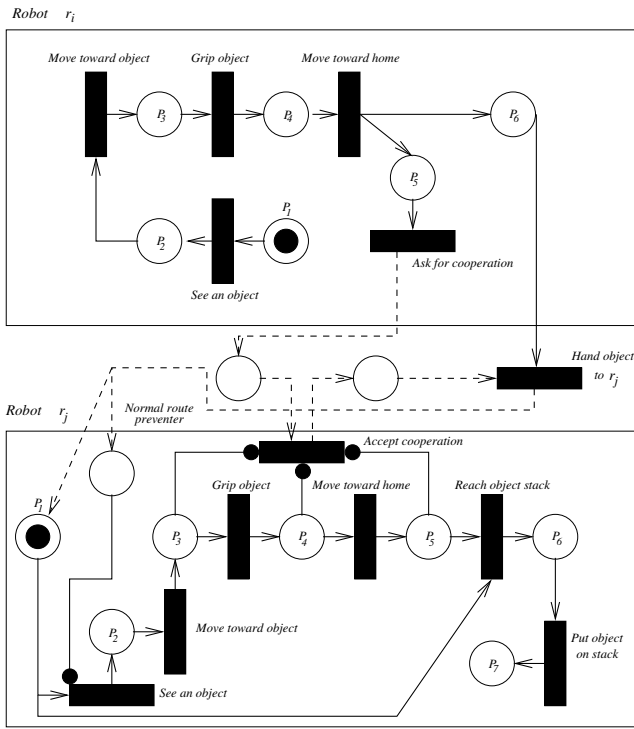 Robot r_i
Move toward object
Grip object
Move toward home
P_3
P_4
P_6
P_5
P_1
P_2
See an object
Ask for cooperation
Hand object
to r_j
Robot r_j
Normal route
preventer
Accept cooperation
Grip object
Move toward home
Reach object stack
P_1
P_3
P_4
P_5
P_6
P_2
Move toward object
Put object
on stack
P_7
See an object